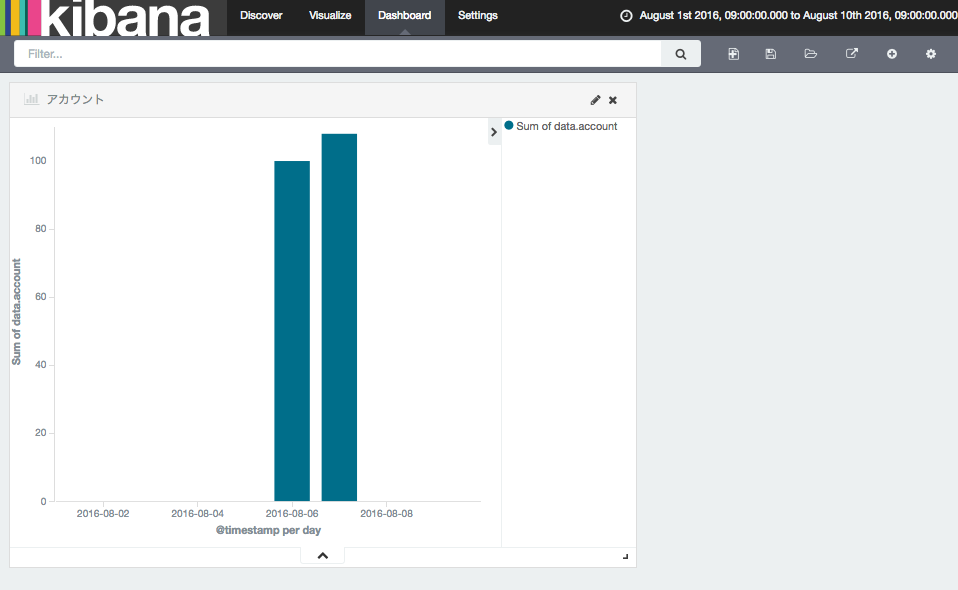 kibana
Discover Visualize Dashboard Settings August 1st 2016, 09:00:00.000 to August 10th 2016, 09:00:00.000
Filter...
アカウント
Sum of data.account
100
80
60
40
20
0
Sum of data.account
2016-08-02 2016-08-04 2016-08-06 2016-08-08
@timestamp per day